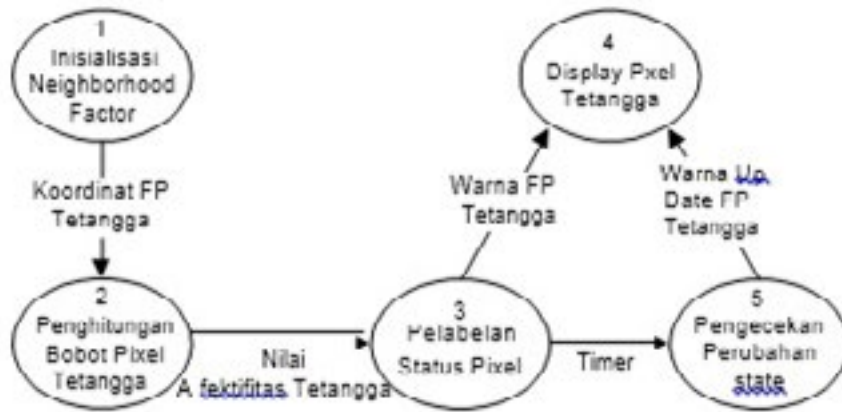 1
Inisialisasi
Neighborhood
Factor
Koordinat FP
Tetangga
2
Penghitungan
Bobot Pixel
Tetangga
Nilai
A fektifitas Tetangga
3
Pelabelan
Status Pixel
Warna FP
Tetangga
4
Display Pxel
Tetangga
Timer
5
Pengecekan
Perubahan
state
Warna Up
Date FP
Tetangga